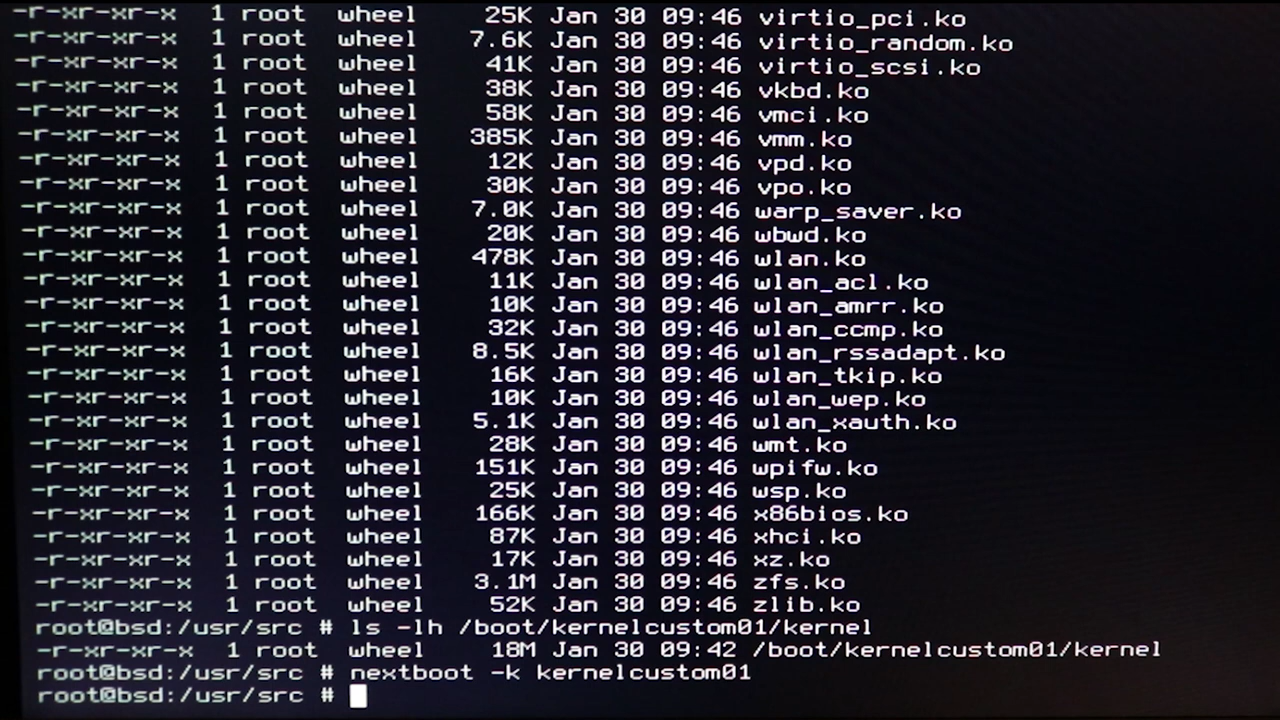 -r-xr-xr-x 1 root wheel 25K Jan 30 09:46 virtio_pci.ko
-r-xr-xr-x 1 root wheel 7.6K Jan 30 09:46 virtio_random.ko
-r-xr-xr-x 1 root wheel 41K Jan 30 09:46 virtio_scsi.ko
-r-xr-xr-x 1 root wheel 38K Jan 30 09:46 vkbd.ko
-r-xr-xr-x 1 root wheel 58K Jan 30 09:46 vmci.ko
-r-xr-xr-x 1 root wheel 385K Jan 30 09:46 vmm.ko
-r-xr-xr-x 1 root wheel 12K Jan 30 09:46 vpd.ko
-r-xr-xr-x 1 root wheel 30K Jan 30 09:46 vpo.ko
-r-xr-xr-x 1 root wheel 7.0K Jan 30 09:46 warp_saver.ko
-r-xr-xr-x 1 root wheel 20K Jan 30 09:46 wbwd.ko
-r-xr-xr-x 1 root wheel 478K Jan 30 09:46 wlan.ko
-r-xr-xr-x 1 root wheel 11K Jan 30 09:46 wlan_acl.ko
-r-xr-xr-x 1 root wheel 10K Jan 30 09:46 wlan_amrr.ko
-r-xr-xr-x 1 root wheel 32K Jan 30 09:46 wlan_ccmp.ko
-r-xr-xr-x 1 root wheel 8.5K Jan 30 09:46 wlan_rssadapt.ko
-r-xr-xr-x 1 root wheel 16K Jan 30 09:46 wlan_tkip.ko
-r-xr-xr-x 1 root wheel 10K Jan 30 09:46 wlan_wep.ko
-r-xr-xr-x 1 root wheel 5.1K Jan 30 09:46 wlan_xauth.ko
-r-xr-xr-x 1 root wheel 28K Jan 30 09:46 wmt.ko
-r-xr-xr-x 1 root wheel 151K Jan 30 09:46 wpifw.ko
-r-xr-xr-x 1 root wheel 25K Jan 30 09:46 wsp.ko
-r-xr-xr-x 1 root wheel 166K Jan 30 09:46 x86bios.ko
-r-xr-xr-x 1 root wheel 87K Jan 30 09:46 xhci.ko
-r-xr-xr-x 1 root wheel 17K Jan 30 09:46 xz.ko
-r-xr-xr-x 1 root wheel 3.1M Jan 30 09:46 zfs.ko
-r-xr-xr-x 1 root wheel 52K Jan 30 09:46 zlib.ko
root@bsd:/usr/src # ls -lh /boot/kernelcustom01/kernel
-r-xr-xr-x 1 root wheel 18M Jan 30 09:42 /boot/kernelcustom01/kernel
root@bsd:/usr/src # nextboot -k kernelcustom01
root@bsd:/usr/src #